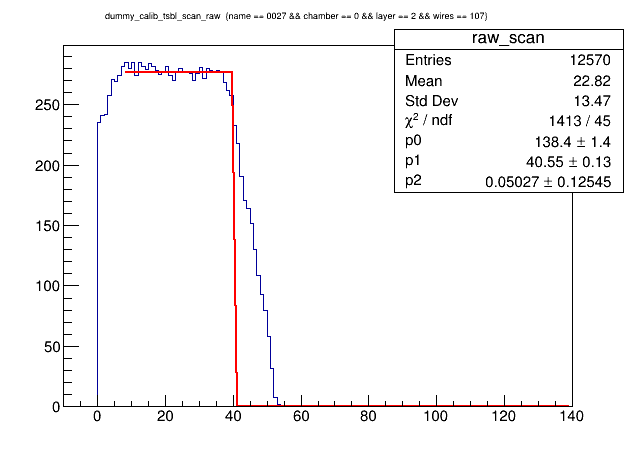 dummy_calib_tsbl_scan_raw (name == 0027 && chamber == 0 && layer == 2 && wires == 107)
raw_scan
Entries 12570
Mean 22.82
Std Dev 13.47
χ² / ndf 1413 / 45
p0 138.4 ± 1.4
p1 40.55 ± 0.13
p2 0.05027 ± 0.12545
250
200
150
100
50
0
0 20 40 60 80 100 120 140